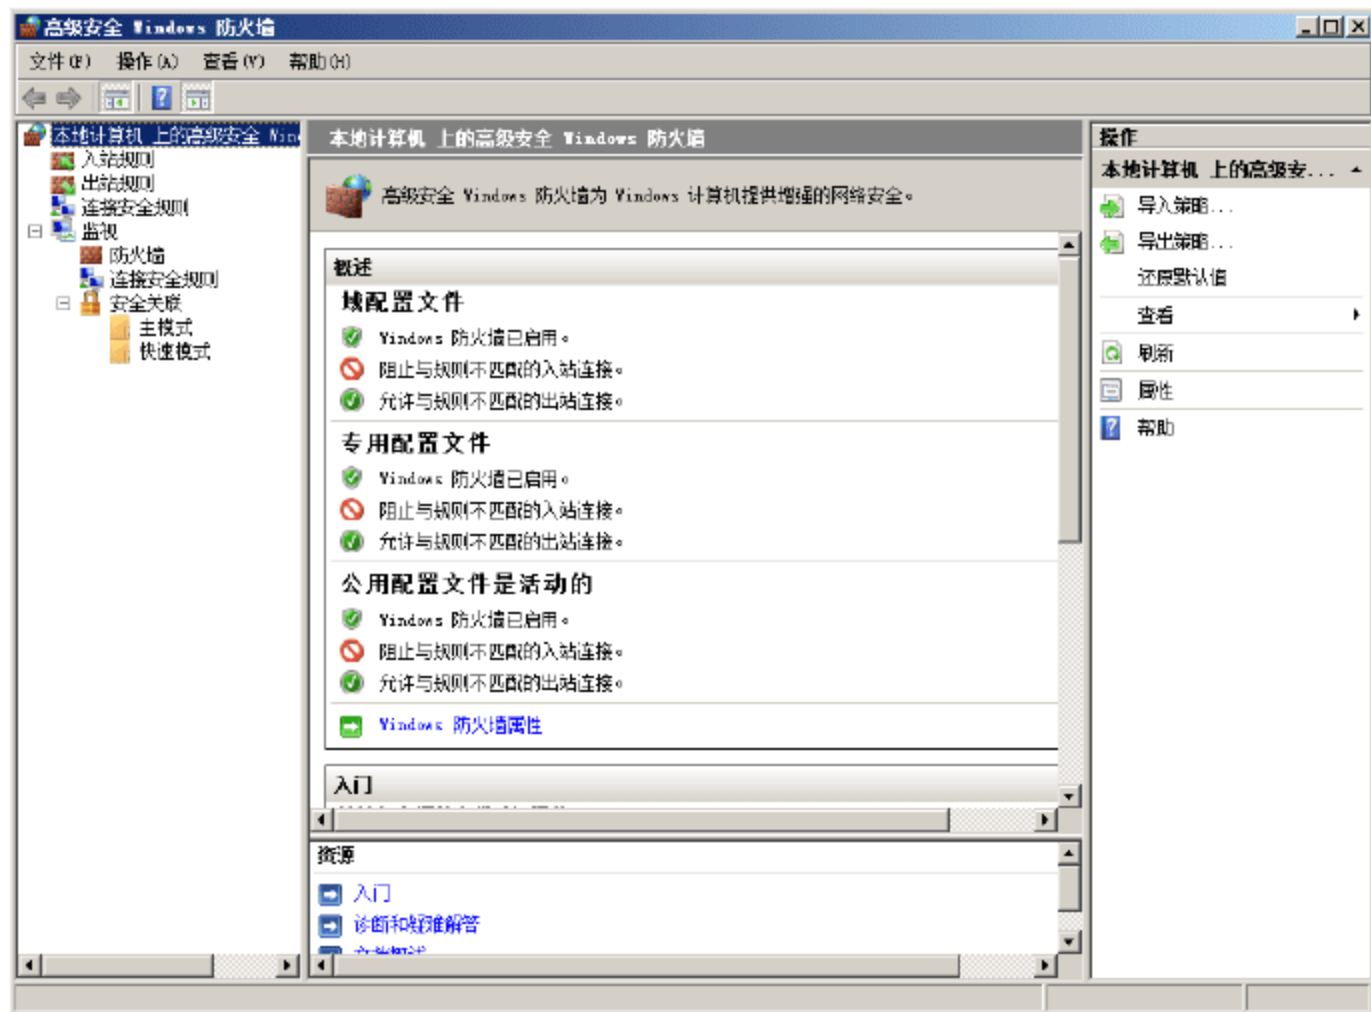 高级安全 Windows 防火墙
文件(F) 操作(A) 查看(V) 帮助(H)
本地计算机 上的高级安全 Win
入站规则
出站规则
连接安全规则
监视
防火墙
连接安全规则
安全关联
主模式
快速模式
本地计算机 上的高级安全 Windows 防火墙
高级安全 Windows 防火墙为 Windows 计算机提供增强的网络安全。
概述
域配置文件
Windows 防火墙已启用。
阻止与规则不匹配的入站连接。
允许与规则不匹配的出站连接。
专用配置文件
Windows 防火墙已启用。
阻止与规则不匹配的入站连接。
允许与规则不匹配的出站连接。
公用配置文件是活动的
Windows 防火墙已启用。
阻止与规则不匹配的入站连接。
允许与规则不匹配的出站连接。
Windows 防火墙属性
入门
资源
入门
诊断和疑难解答
操作
本地计算机 上的高级安...
导入策略...
导出策略...
还原默认值
查看
刷新
属性
帮助